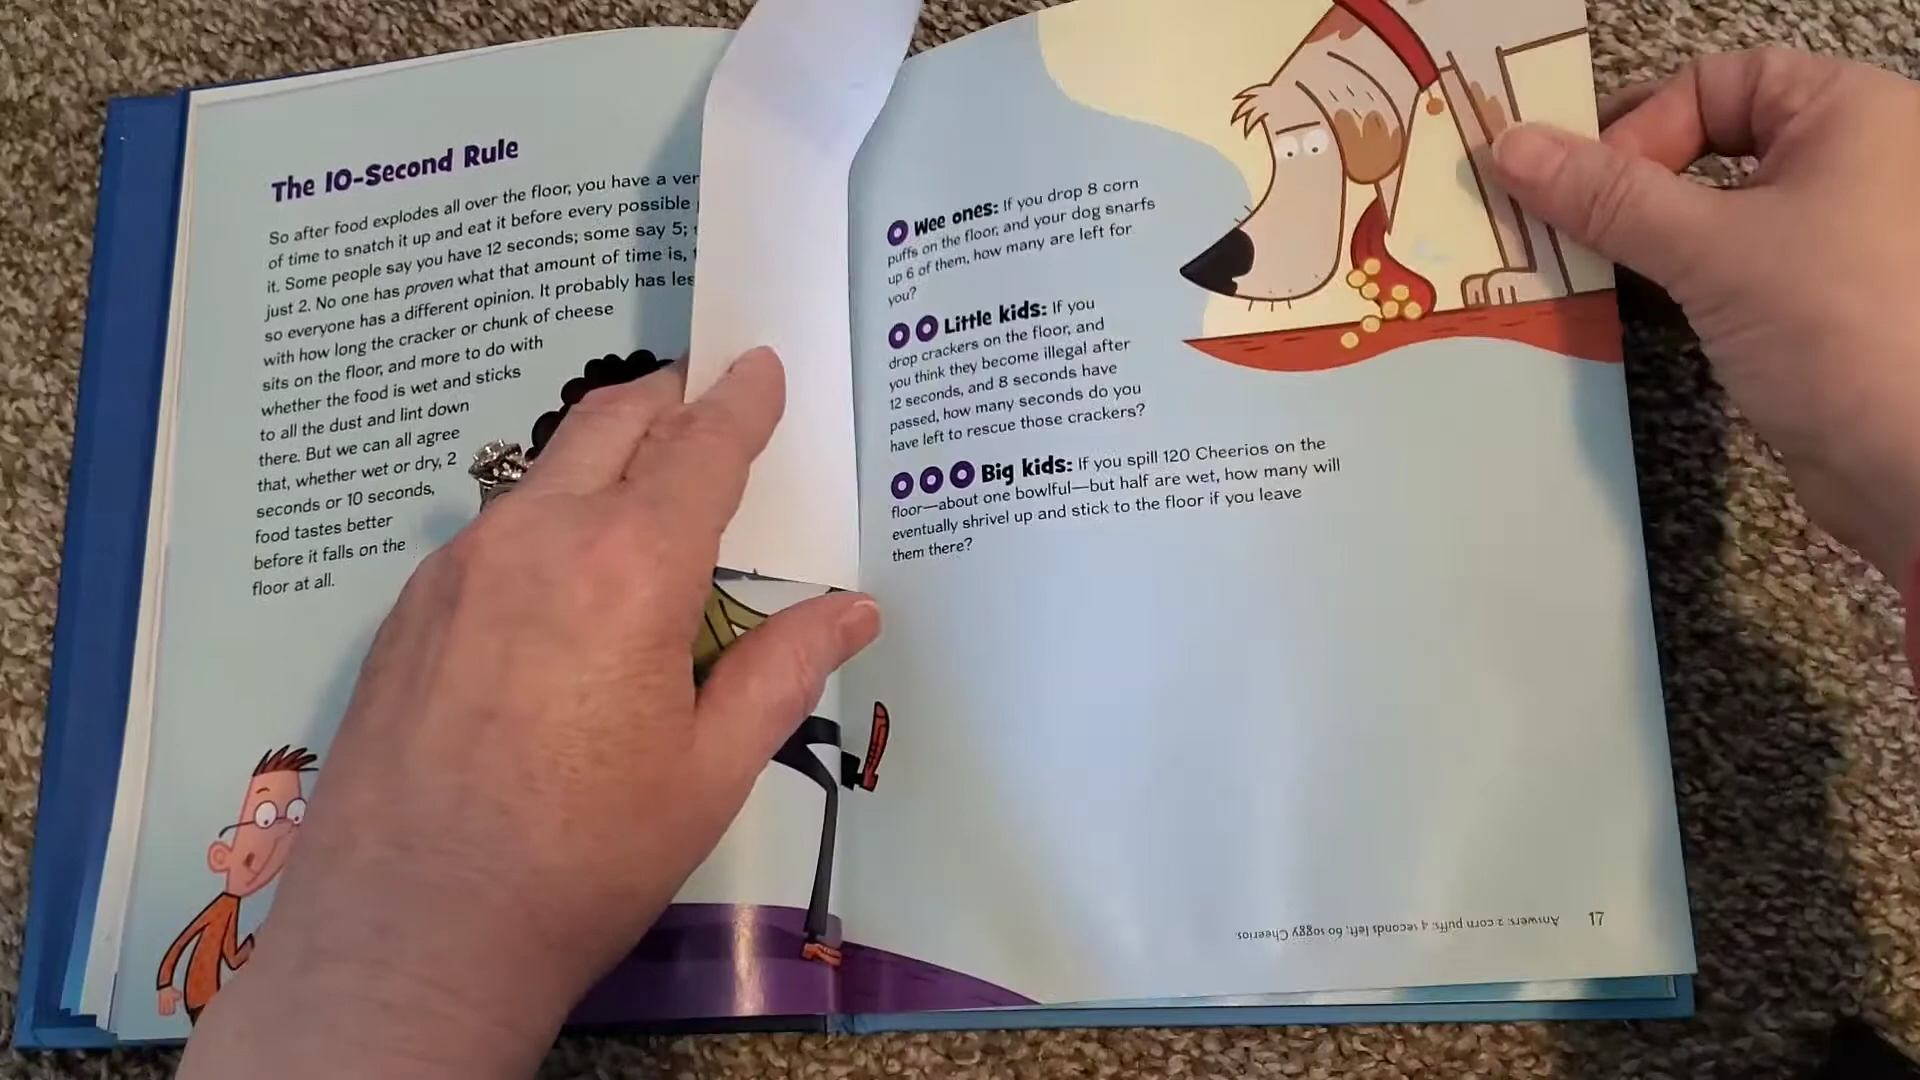 The 10-Second Rule
So after food explodes all over the floor, you have a
of time to snatch it up and eat it before every possible
it. Some people say you have 12 seconds; some say 5;
just 2. No one has proven what that amount of time is,
so everyone has a different opinion. It probably has
with how long the cracker or chunk of cheese
sits on the floor, and more to do with
whether the food is wet and sticks
to all the dust and lint down
there. But we can all agree
that, whether wet or dry, 2
seconds or 10 seconds,
food tastes better
before it falls on the
floor at all.
Wee ones: If you drop 8 corn
puffs on the floor, and your dog snarfs
up 6 of them, how many are left for
you?
Little kids: If you
drop crackers on the floor, and
you think they become illegal after
12 seconds, and 8 seconds have
passed, how many seconds do you
have left to rescue those crackers?
Big kids: If you spill 120 Cheerios on the
floor—about one bowlful—but half are wet, how many will
eventually shrivel up and stick to the floor if you leave
them there?
Answers: 2 corn puffs; 4 seconds left; 60 soggy Cheerios.
17